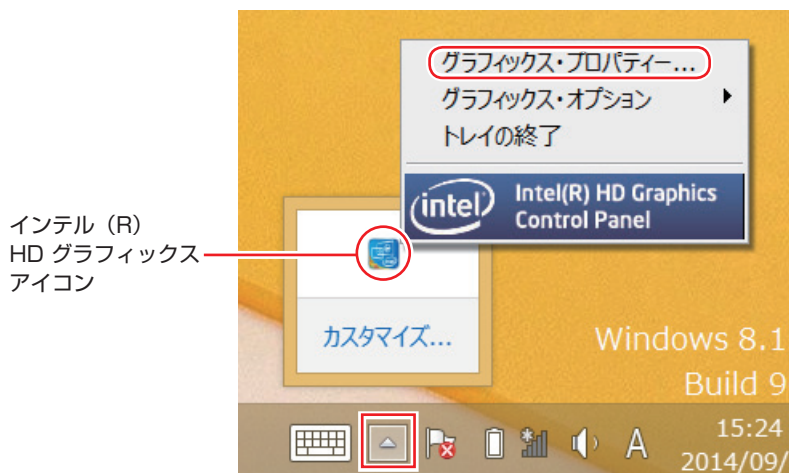 グラフィックス・プロパティー...
グラフィックス・オプション
トレイの終了
intel
Intel(R) HD Graphics
Control Panel
インテル（R）
HD グラフィックス
アイコン
カスタマイズ...
Windows 8.1
Build 9
A
15:24
2014/09/